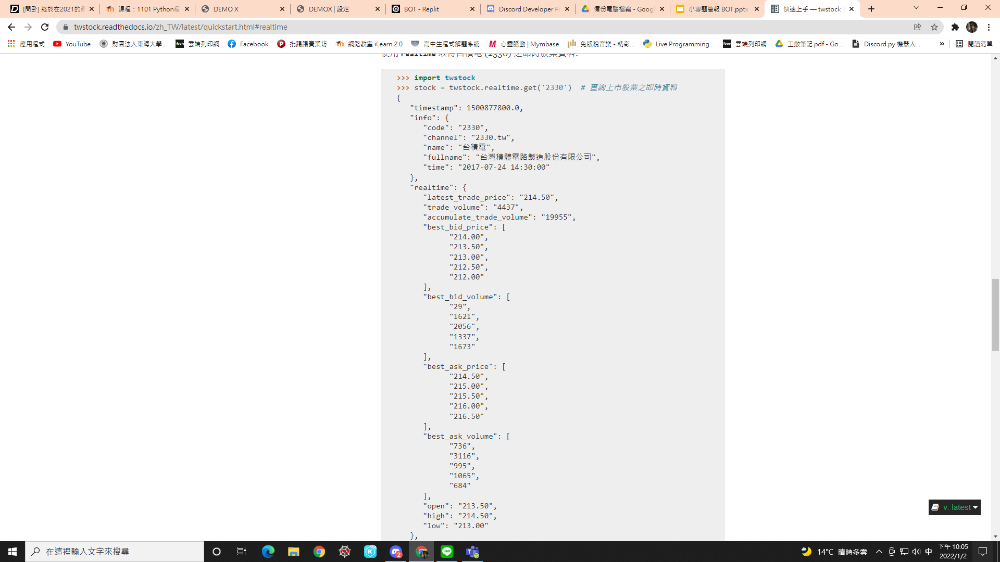 [問卦] 終於在2021的
課程：1101 Python程
DEMO X
DEMOX | 設定
BOT - Replit
Discord Developer Po
備份電腦檔案 - Googl
小專題簡報 BOT.pptx
快速上手 — twstock
twstock.readthedocs.io/zh_TW/latest/quickstart.html#realtime
應用程式
YouTube
財團法人東海大學...
雲端列印網
Facebook
批踢踢實業坊
網路教室 iLearn 2.0
高中生程式解題系統
心靈脈動 | Mymbase
免版稅音樂 - 精彩...
Live Programming...
雲端列印網
工數筆記.pdf - Go...
Discord.py 機器人...
»
閱讀清單
使用 realtime 取得台積電 (2330) 之即時股票資料:
>>> import twstock
>>> stock = twstock.realtime.get('2330')  # 查詢上市股票之即時資料
{
"timestamp": 1500877800.0,
"info": {
"code": "2330",
"channel": "2330.tw",
"name": "台積電",
"fullname": "台灣積體電路製造股份有限公司",
"time": "2017-07-24 14:30:00"
},
"realtime": {
"latest_trade_price": "214.50",
"trade_volume": "4437",
"accumulate_trade_volume": "19955",
"best_bid_price": [
"214.00",
"213.50",
"213.00",
"212.50",
"212.00"
],
"best_bid_volume": [
"29",
"1621",
"2056",
"1337",
"1673"
],
"best_ask_price": [
"214.50",
"215.00",
"215.50",
"216.00",
"216.50"
],
"best_ask_volume": [
"736",
"3116",
"995",
"1065",
"684"
],
"open": "213.50",
"high": "214.50",
"low": "213.00"
},
v: latest
在這裡輸入文字來搜尋
2
14°C 晴時多雲
中
下午 10:05
2022/1/2